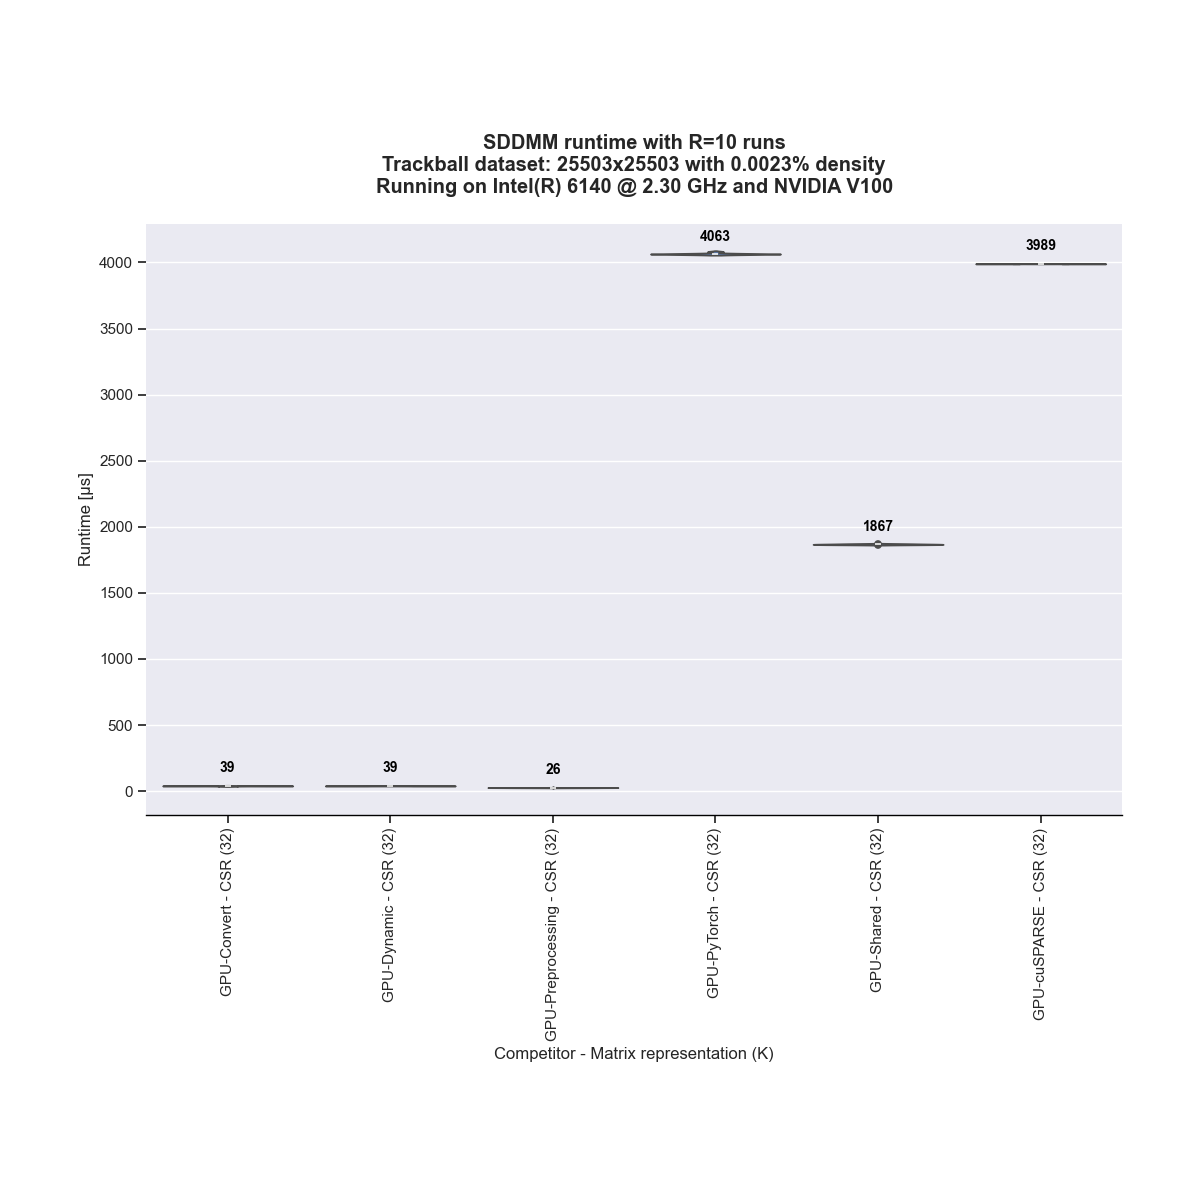 SDDMM runtime with R=10 runs
Trackball dataset: 25503x25503 with 0.0023% density
Running on Intel(R) 6140 @ 2.30 GHz and NVIDIA V100
4063
3989
4000
3500
3000
2500
2000
1867
1500
1000
500
39
39
26
0
Runtime [µs]
GPU-Convert - CSR (32)
GPU-Dynamic - CSR (32)
GPU-Preprocessing - CSR (32)
GPU-PyTorch - CSR (32)
GPU-Shared - CSR (32)
GPU-cuSPARSE - CSR (32)
Competitor - Matrix representation (K)